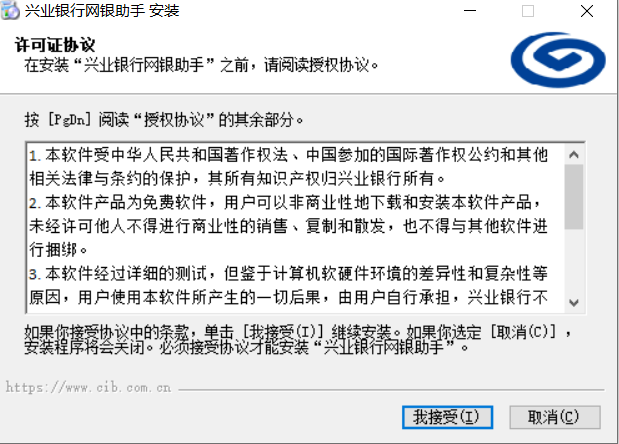 兴业银行网银助手 安装
许可证协议
在安装“兴业银行网银助手”之前，请阅读授权协议。
按 [PgDn] 阅读“授权协议”的其余部分。
1. 本软件受中华人民共和国著作权法、中国参加的国际著作权公约和其他
相关法律与条约的保护，其所有知识产权归兴业银行所有。
2. 本软件产品为免费软件，用户可以非商业性地下载和安装本软件产品，
未经许可他人不得进行商业性的销售、复制和散发，也不得与其他软件进
行捆绑。
3. 本软件经过详细的测试，但鉴于计算机软硬件环境的差异性和复杂性等
原因，用户使用本软件所产生的一切后果，由用户自行承担，兴业银行不
如果你接受协议中的条款，单击 [我接受(I)] 继续安装。如果你选定 [取消(C)] ，
安装程序将会关闭。必须接受协议才能安装“兴业银行网银助手”。
https://www.cib.com.cn
我接受(I)
取消(C)